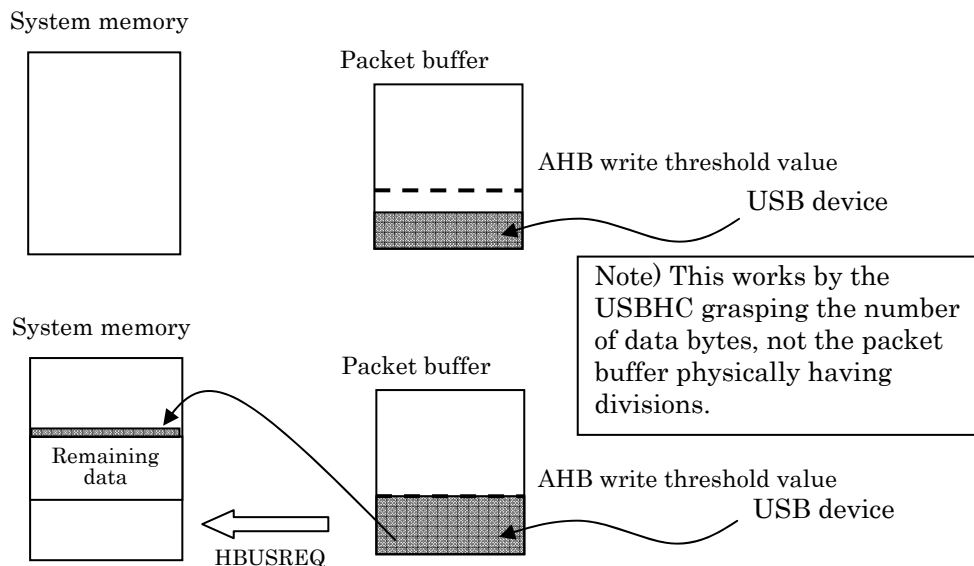 System memory
Packet buffer
AHB write threshold value
USB device
Note) This works by the
USBHC grasping the number
of data bytes, not the packet
buffer physically having
divisions.
System memory
Packet buffer
Remaining
data
AHB write threshold value
USB device
HBUSREQ